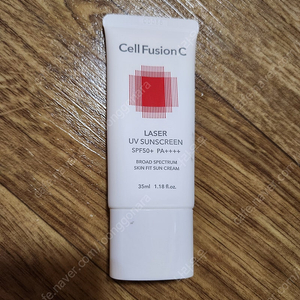 Cell Fusion C
LASER
UV SUNSCREEN
SPF50+ PA++++
BROAD SPECTRUM
SKIN FIT SUN CREAM
35ml 1.18 fl.oz.